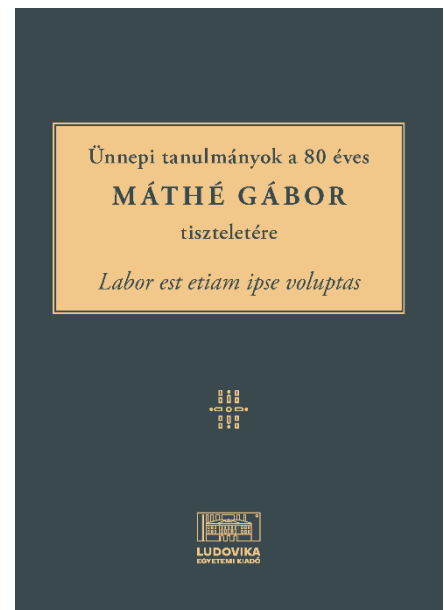 Ünnepi tanulmányok a 80 éves
MÁTHÉ GÁBOR
tiszteletére
Labor est etiam ipse voluptas
LUDOVIKA
EGYETEMI KIADÓ